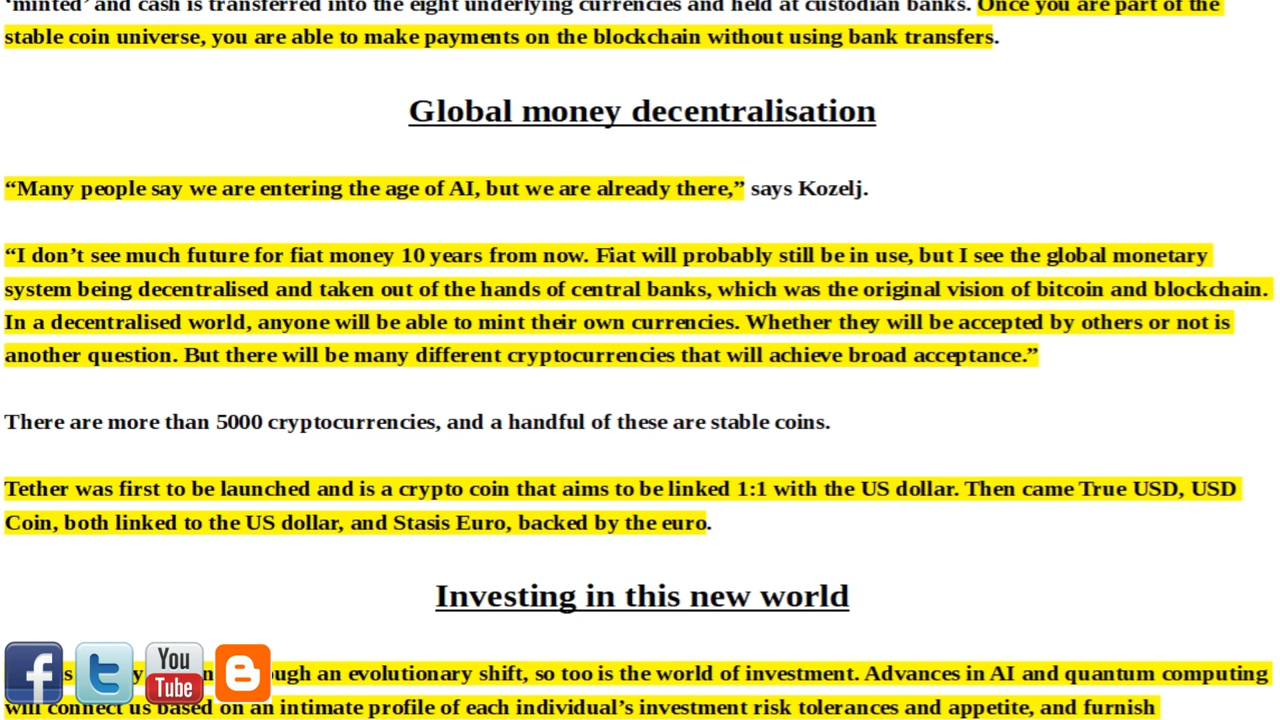 'minted' and cash is transferred into the eight underlying currencies and held at custodian banks. Once you are part of the
stable coin universe, you are able to make payments on the blockchain without using bank transfers.
Global money decentralisation
“Many people say we are entering the age of AI, but we are already there,” says Kozelj.
“I don’t see much future for fiat money 10 years from now. Fiat will probably still be in use, but I see the global monetary
system being decentralised and taken out of the hands of central banks, which was the original vision of bitcoin and blockchain.
In a decentralised world, anyone will be able to mint their own currencies. Whether they will be accepted by others or not is
another question. But there will be many different cryptocurrencies that will achieve broad acceptance.”
There are more than 5000 cryptocurrencies, and a handful of these are stable coins.
Tether was first to be launched and is a crypto coin that aims to be linked 1:1 with the US dollar. Then came True USD, USD
Coin, both linked to the US dollar, and Stasis Euro, backed by the euro.
Investing in this new world
an evolutionary shift, so too is the world of investment. Advances in AI and quantum computing
will connect us based on an intimate profile of each individual’s investment risk tolerances and appetite, and furnish
f t You Tube B